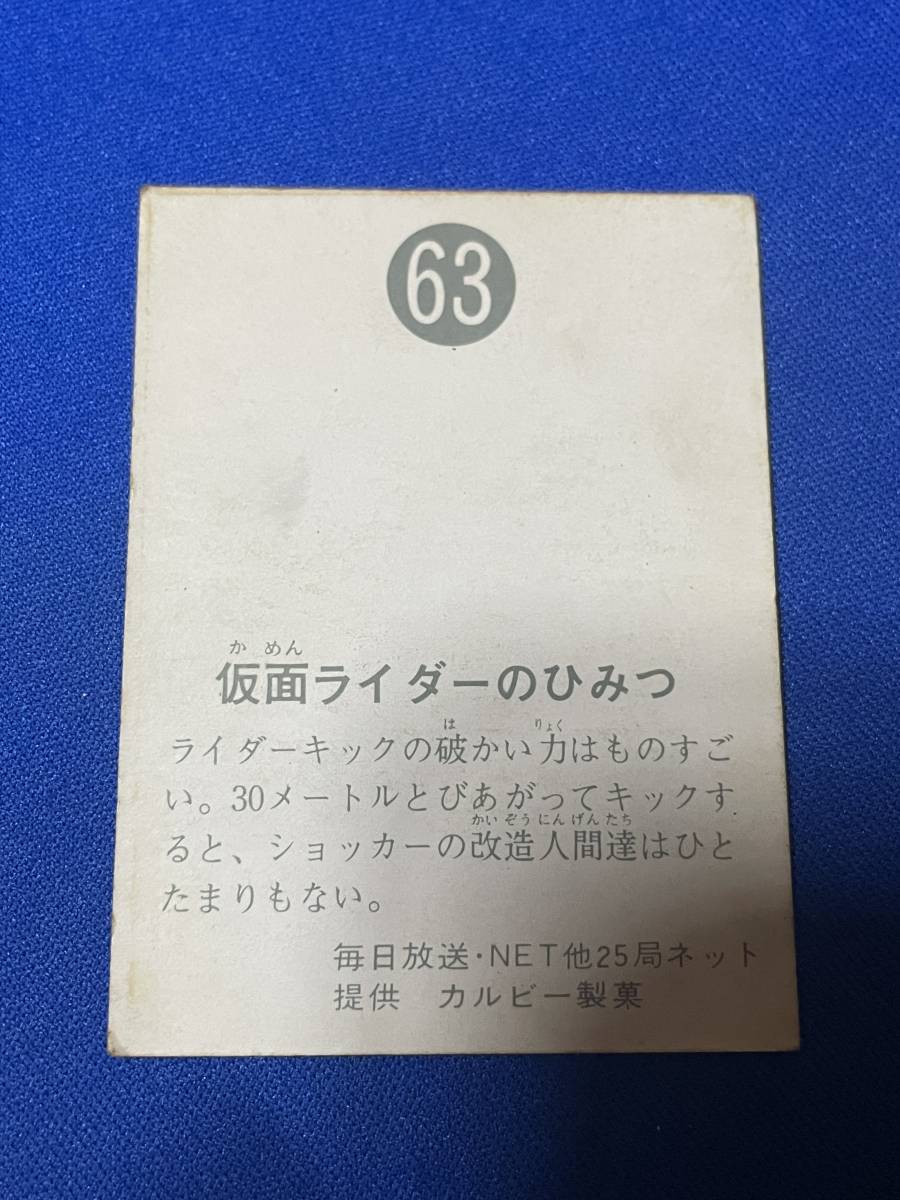 63
かめん
仮面ライダーのひみつ
は りょく
ライダーキックの破かい力はものすご
い。30メートルとびあがってキックす
かいぞうにんげんたち
ると、ショッカーの改造人間達はひと
たまりもない。
毎日放送・NET他25局ネット
提供 カルビー製菓